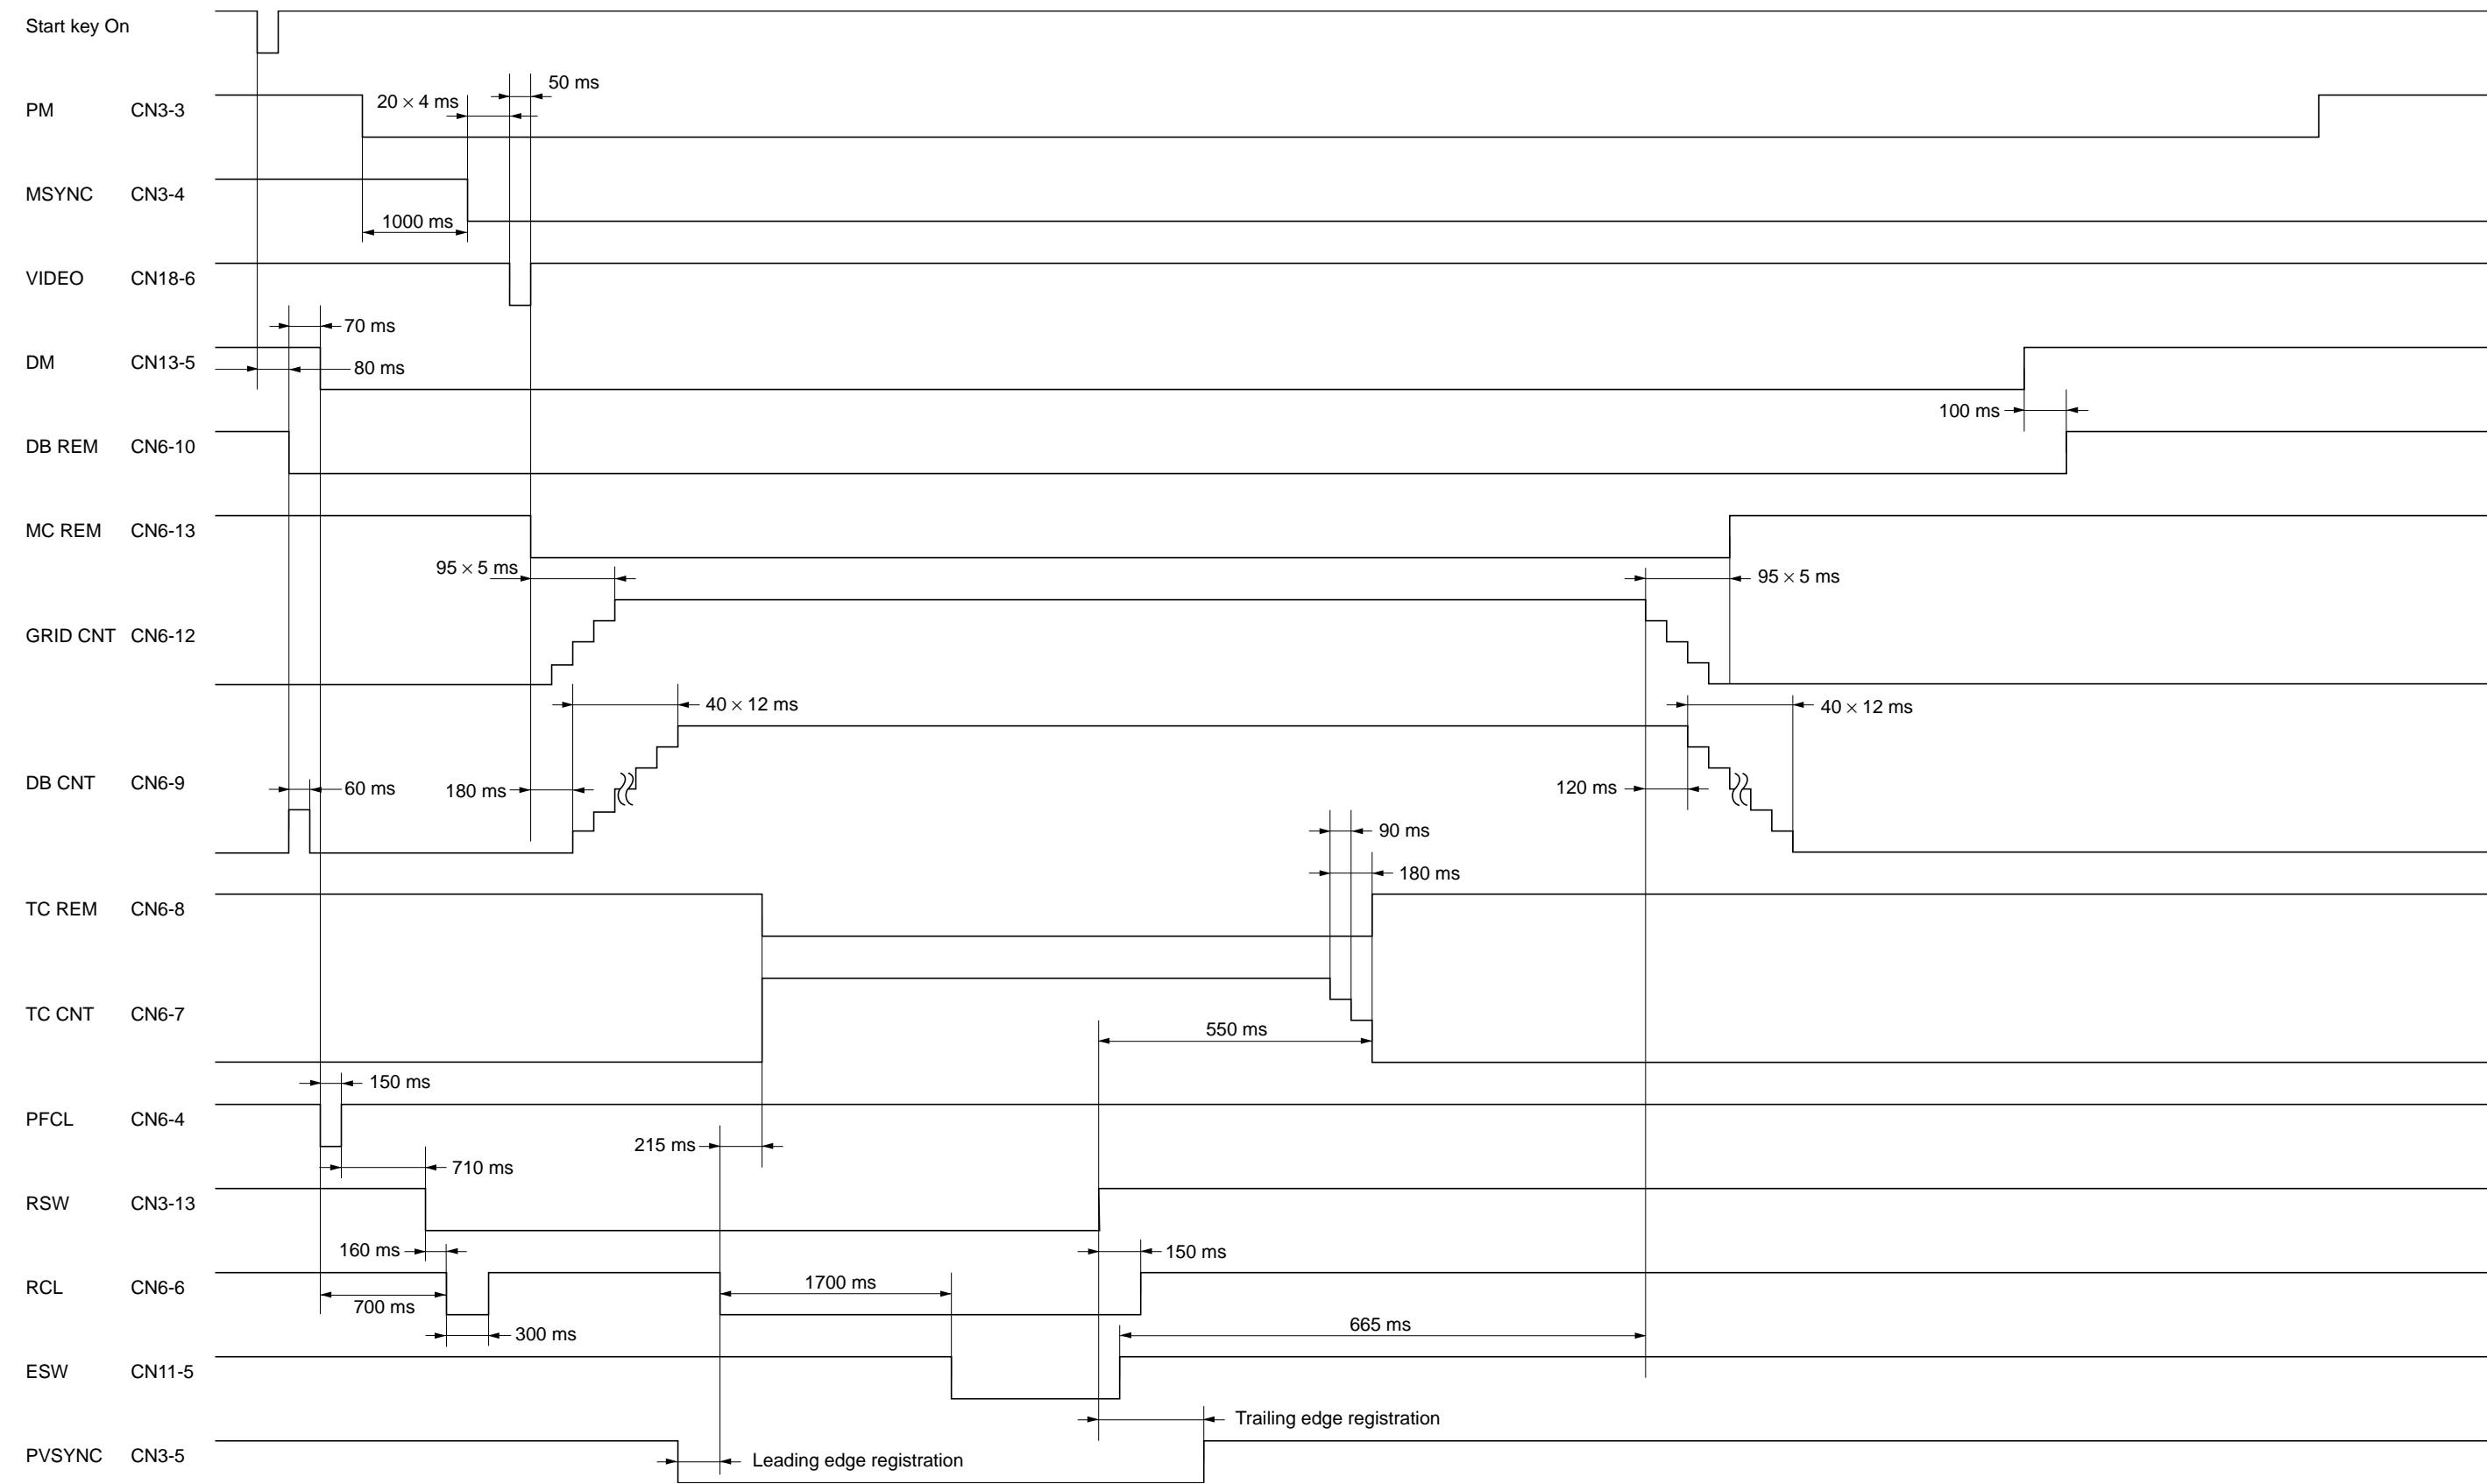 Start key On
50 ms
20 × 4 ms
PM CN3-3
MSYNC CN3-4
1000 ms
VIDEO CN18-6
70 ms
DM CN13-5
80 ms
100 ms
DB REM CN6-10
MC REM CN6-13
95 × 5 ms
95 × 5 ms
GRID CNT CN6-12
40 × 12 ms
40 × 12 ms
DB CNT CN6-9
60 ms
180 ms
120 ms
90 ms
180 ms
TC REM CN6-8
TC CNT CN6-7
550 ms
150 ms
PFCL CN6-4
215 ms
710 ms
RSW CN3-13
160 ms
150 ms
RCL CN6-6
1700 ms
700 ms
300 ms
665 ms
ESW CN11-5
Trailing edge registration
PVSYNC CN3-5
Leading edge registration